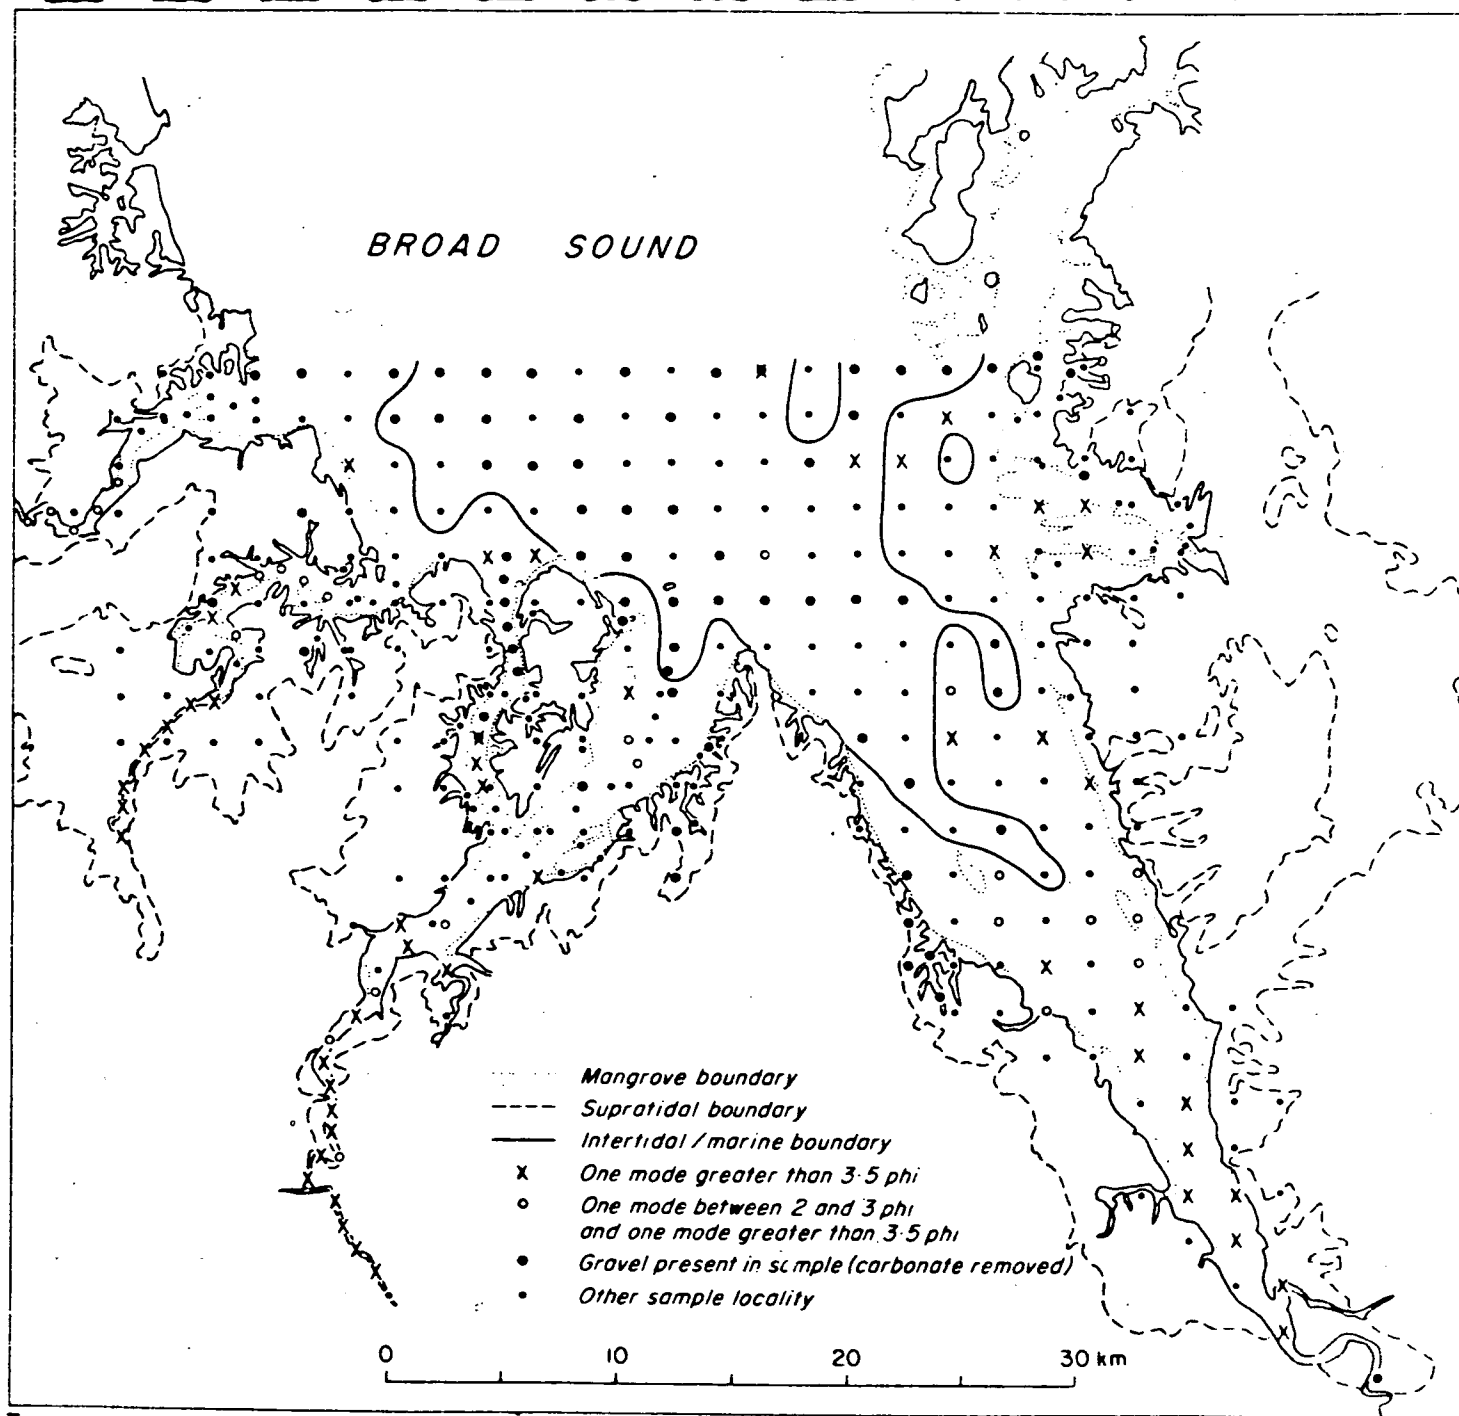 BROAD SOUND
Mangrove boundary
Supratidal boundary
Intertidal / marine boundary
X One mode greater than 3·5 phi
One mode between 2 and 3 phi
and one mode greater than 3·5 phi
Gravel present in sample (carbonate removed)
Other sample locality
0 10 20 30 km